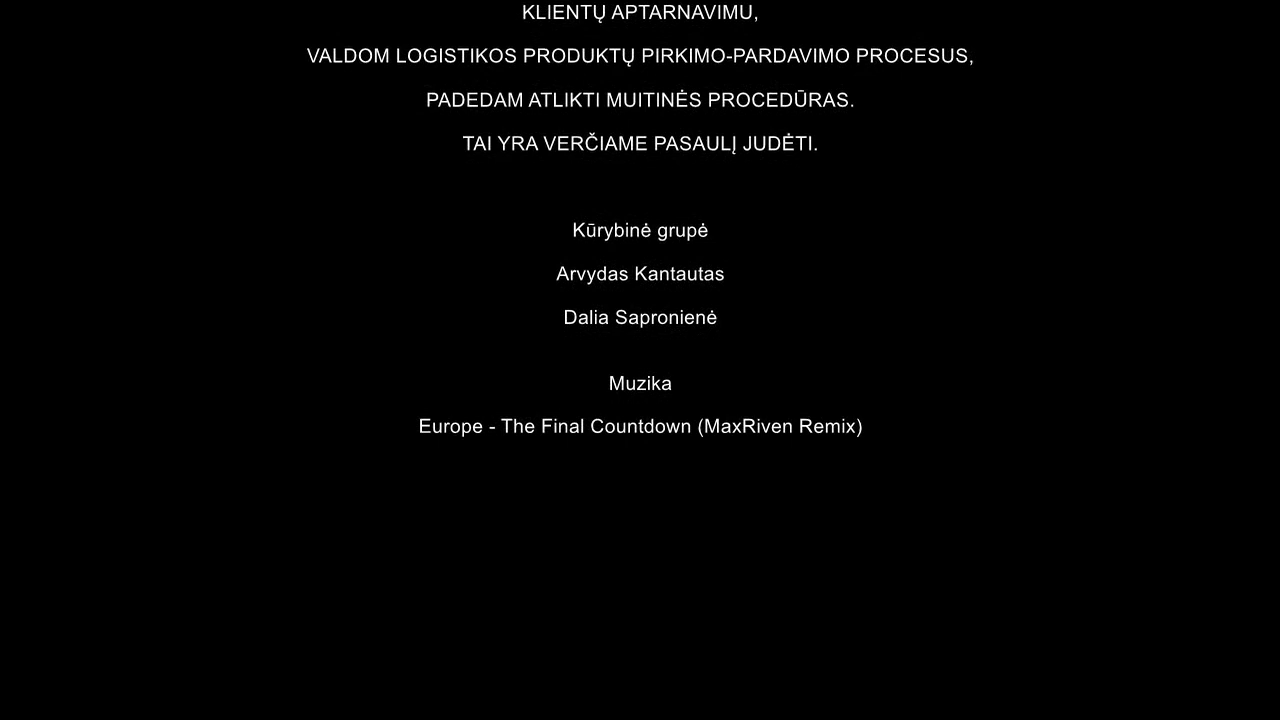 KLIENTŲ APTARNAVIMU,
VALDOM LOGISTIKOS PRODUKTŲ PIRKIMO-PARDAVIMO PROCESUS,
PADEDAM ATLIKTI MUITINĖS PROCEDŪRAS.
TAI YRA VERČIAME PASAULĮ JUDĖTI.
Kūrybinė grupė
Arvydas Kantautas
Dalia Sapronienė
Muzika
Europe - The Final Countdown (MaxRiven Remix)